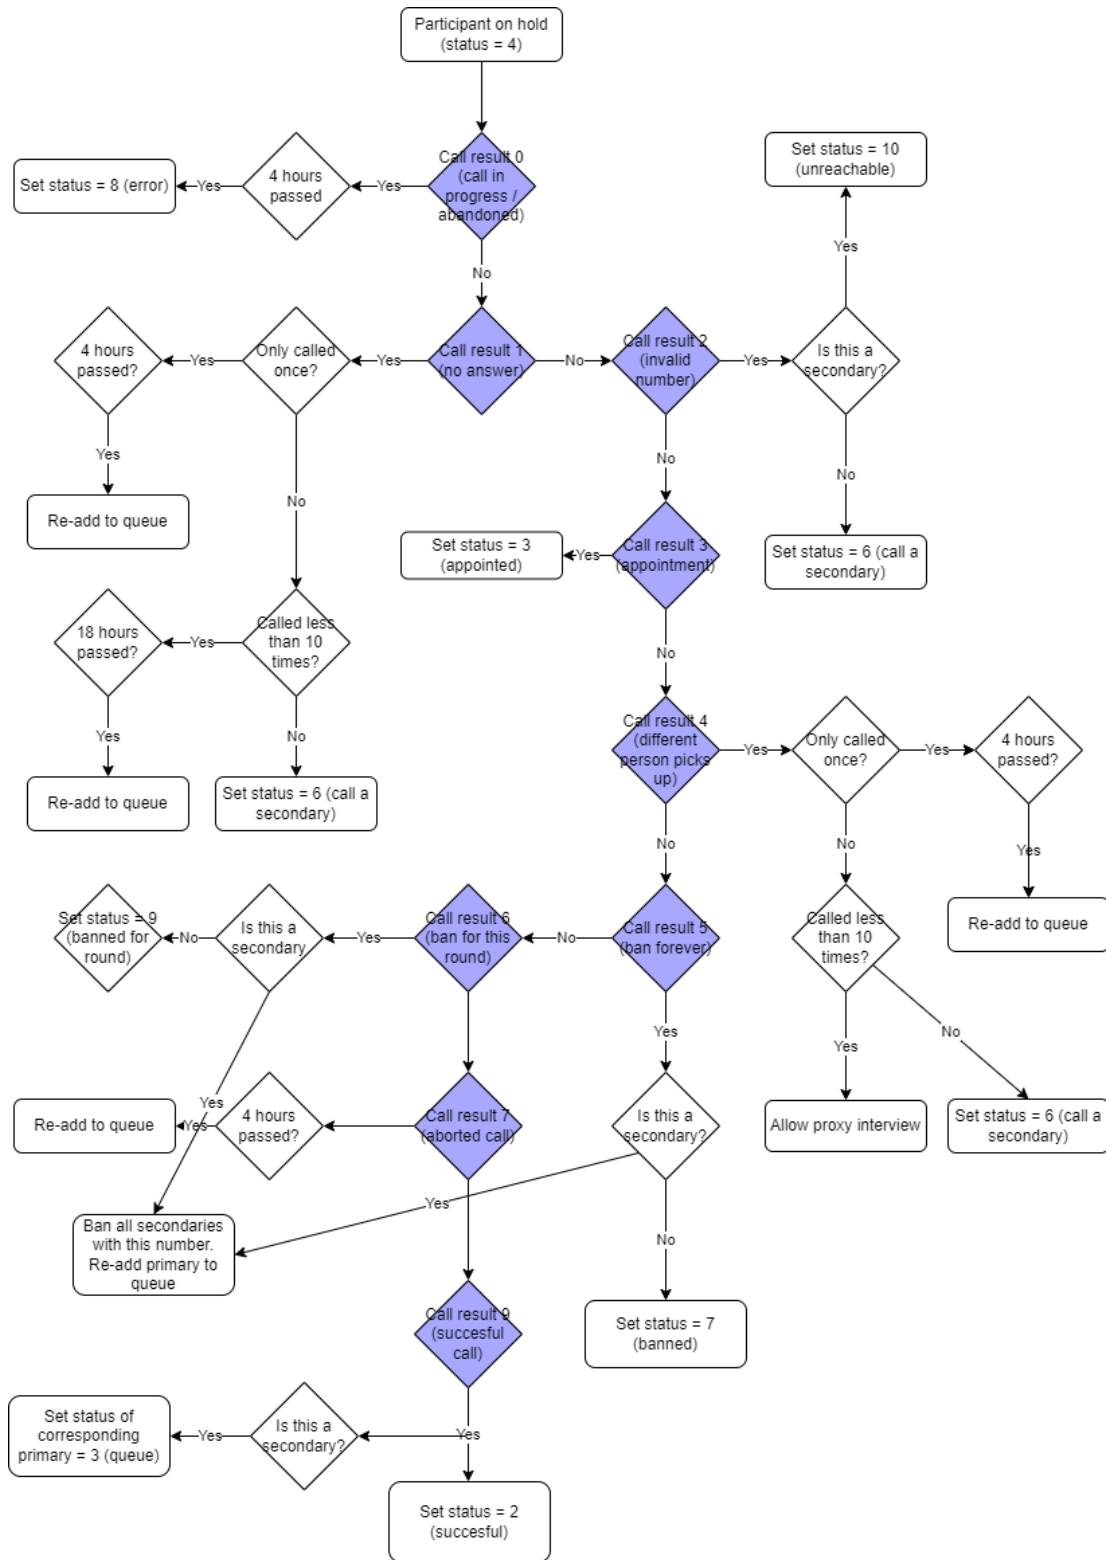 Participant on hold
(status = 4)
Call result 0
(call in
progress /
abandoned)
Yes
4 hours
passed
Yes
Set status = 8 (error)
Set status = 10
(unreachable)
Yes
No
4 hours
passed?
Yes
Only called
once?
Yes
Call result 1
(no answer)
No
Call result 2
(invalid
number)
Yes
Is this a
secondary?
Yes
Re-add to queue
No
No
No
Set status = 3
(appointed)
Yes
Call result 3
(appointment)
Set status = 6 (call a
secondary)
18 hours
passed?
Yes
Called less
than 10
times?
No
Yes
No
Re-add to queue
Set status = 6 (call a
secondary)
Call result 4
(different
person picks
up)
Yes
Only called
once?
Yes
4 hours
passed?
No
No
Yes
Set status = 9
(banned for
round)
No
Is this a
secondary
Yes
Call result 6
(ban for this
round)
No
Call result 5
(ban forever)
Called less
than 10
times?
Re-add to queue
Yes
Yes
No
Yes
Re-add to queue
Yes
4 hours
passed?
Call result 7
(aborted call)
Is this a
secondary?
Allow proxy interview
Set status = 6 (call a
secondary)
Yes
No
Ban all secondaries
with this number.
Re-add primary to
queue
Call result 9
(succesful
call)
Set status = 7
(banned)
Set status of
corresponding
primary = 3 (queue)
Yes
Is this a
secondary?
Yes
Set status = 2
(succesful)